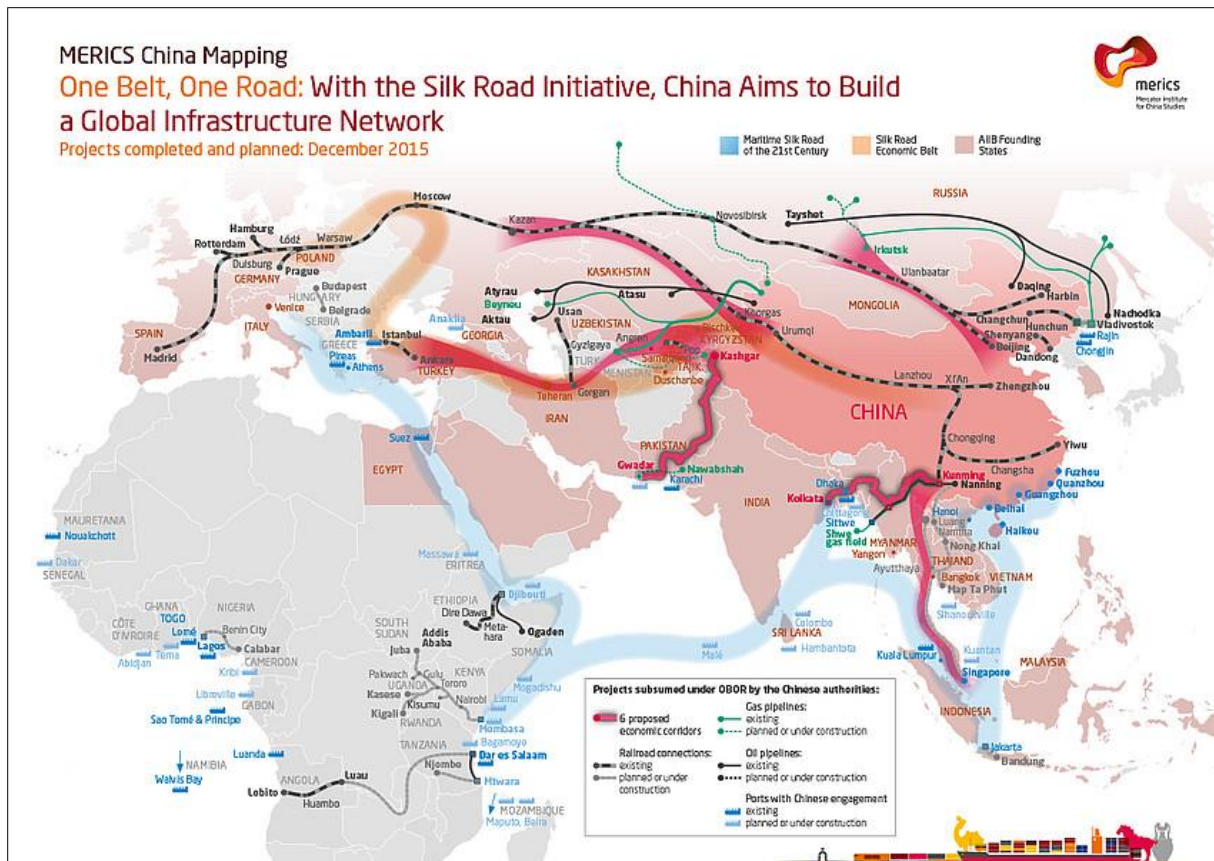 MERICS China Mapping
One Belt, One Road: With the Silk Road Initiative, China Aims to Build
a Global Infrastructure Network
Projects completed and planned: December 2015
merics
Mercator Institute
for China Studies
Maritime Silk Road
of the 21st Century
Silk Road
Economic Belt
AIIB Founding
States
RUSSIA
Moscow
Kazan
Novosibirsk
Tayshet
Irkutsk
Hamburg
Rotterdam
Łódź
Warsaw
POLAND
Duisburg
GERMANY
Prague
Budapest
HUNGARY
Belgrade
SERBIA
Venice
ITALY
SPAIN
Madrid
KASAKHSTAN
Atyrau
Beyneu
Aktau
Atasu
Usan
UZBEKISTAN
Khorgas
Urumqi
Ulanbaatar
MONGOLIA
Daqing
Harbin
Changchun
Hunchun
Nachodka
Vladivostok
Rajin
Chongjin
Shenyang
Dandong
Beijing
Anaklia
GEORGIA
Ambarli
Istanbul
GREECE
Pireas
Athens
Ankara
TURKEY
Gyzlgaya
Angren
Pop
KYRGYZSTAN
TAJIK.
Duschanbe
Kashgar
Teheran
Gorgan
IRAN
Lanzhou
Xi'An
Zhengzhou
CHINA
Suez
EGYPT
PAKISTAN
Gwadar
Nawabshah
Karachi
INDIA
Chongqing
Yiwu
Changsha
Kunming
Nanning
Fuzhou
Quanzhou
Guangzhou
Beihai
Haikou
Dhaka
Kolkata
Chittagong
Sittwe
Shwe
gas field
MYANMAR
Yangon
Hanoi
Luang
Namtha
Nong Khai
THAILAND
Ayutthaya
Bangkok
Map Ta Phut
VIETNAM
Sihanoukville
MAURETANIA
Nouakchott
Dakar
SENEGAL
Massawa
ERITREA
Djibouti
ETHIOPIA
Dire Dawa
Meta-
hara
Addis
Ababa
Ogaden
SOMALIA
SOUTH
SUDAN
Juba
GHANA
TOGO
NIGERIA
CÔTE
D'IVROIRE
Lomé
Benin City
Lagos
Calabar
Abidjan
Tema
CAMEROON
Kribi
Libreville
GABON
Sao Tomé & Principe
Pakwach
Gulu
KENYA
UGANDA
Tororo
Kasese
Kisumu
Nairobi
Kigali
RWANDA
Lamu
Mogadishu
Mombasa
TANZANIA
Bagamoyo
Dar es Salaam
Luanda
NAMIBIA
Walvis Bay
ANGOLA
Luau
Lobito
Huambo
Njombe
Mtwara
MOZAMBIQUE
Maputo, Beira
Colombo
SRI LANKA
Hambantota
Malé
Kuala Lumpur
Kuantan
MALAYSIA
Singapore
INDONESIA
Jakarta
Bandung
Projects subsumed under OBOR by the Chinese authorities:
6 proposed
economic corridors
Railroad connections:
existing
planned or under
construction
Gas pipelines:
existing
planned or under construction
Oil pipelines:
existing
planned or under construction
Ports with Chinese engagement
existing
planned or under construction